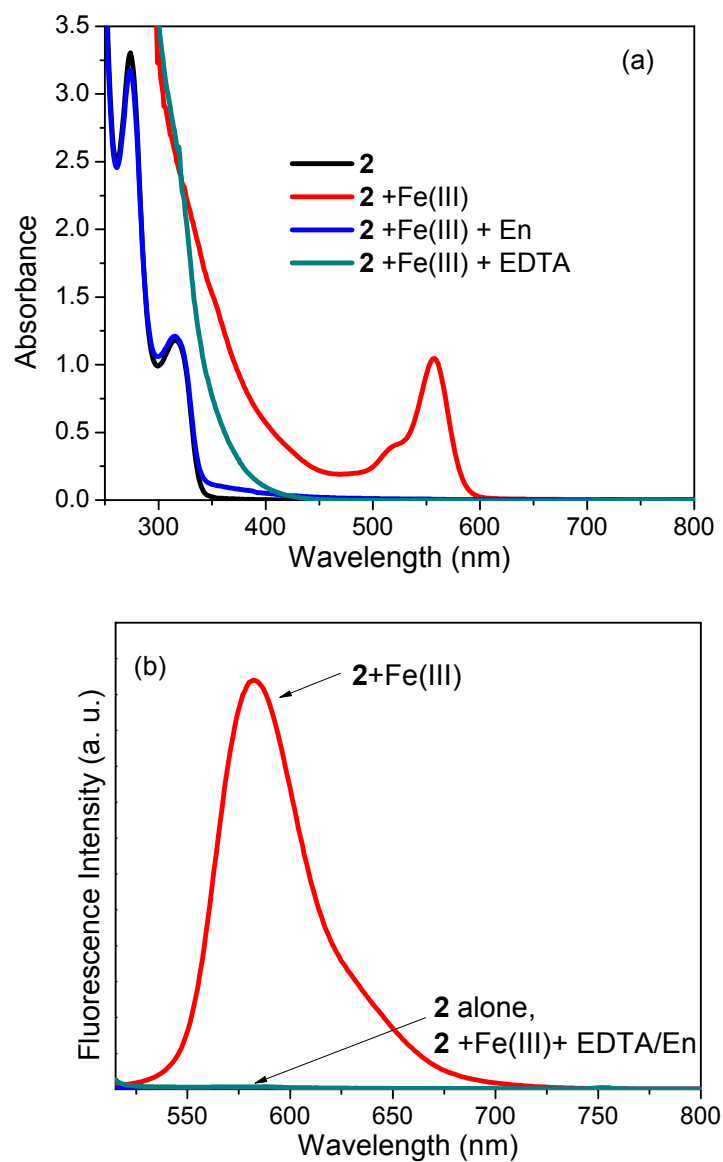 (a)
3.5
3.0
2.5
2.0
1.5
1.0
0.5
0.0
Absorbance
2
2 +Fe(III)
2 +Fe(III) + En
2 +Fe(III) + EDTA
300 400 500 600 700 800
Wavelength (nm)
(b)
2+Fe(III)
Fluorescence Intensity (a. u.)
2 alone,
2 +Fe(III)+ EDTA/En
550 600 650 700 750 800
Wavelength (nm)